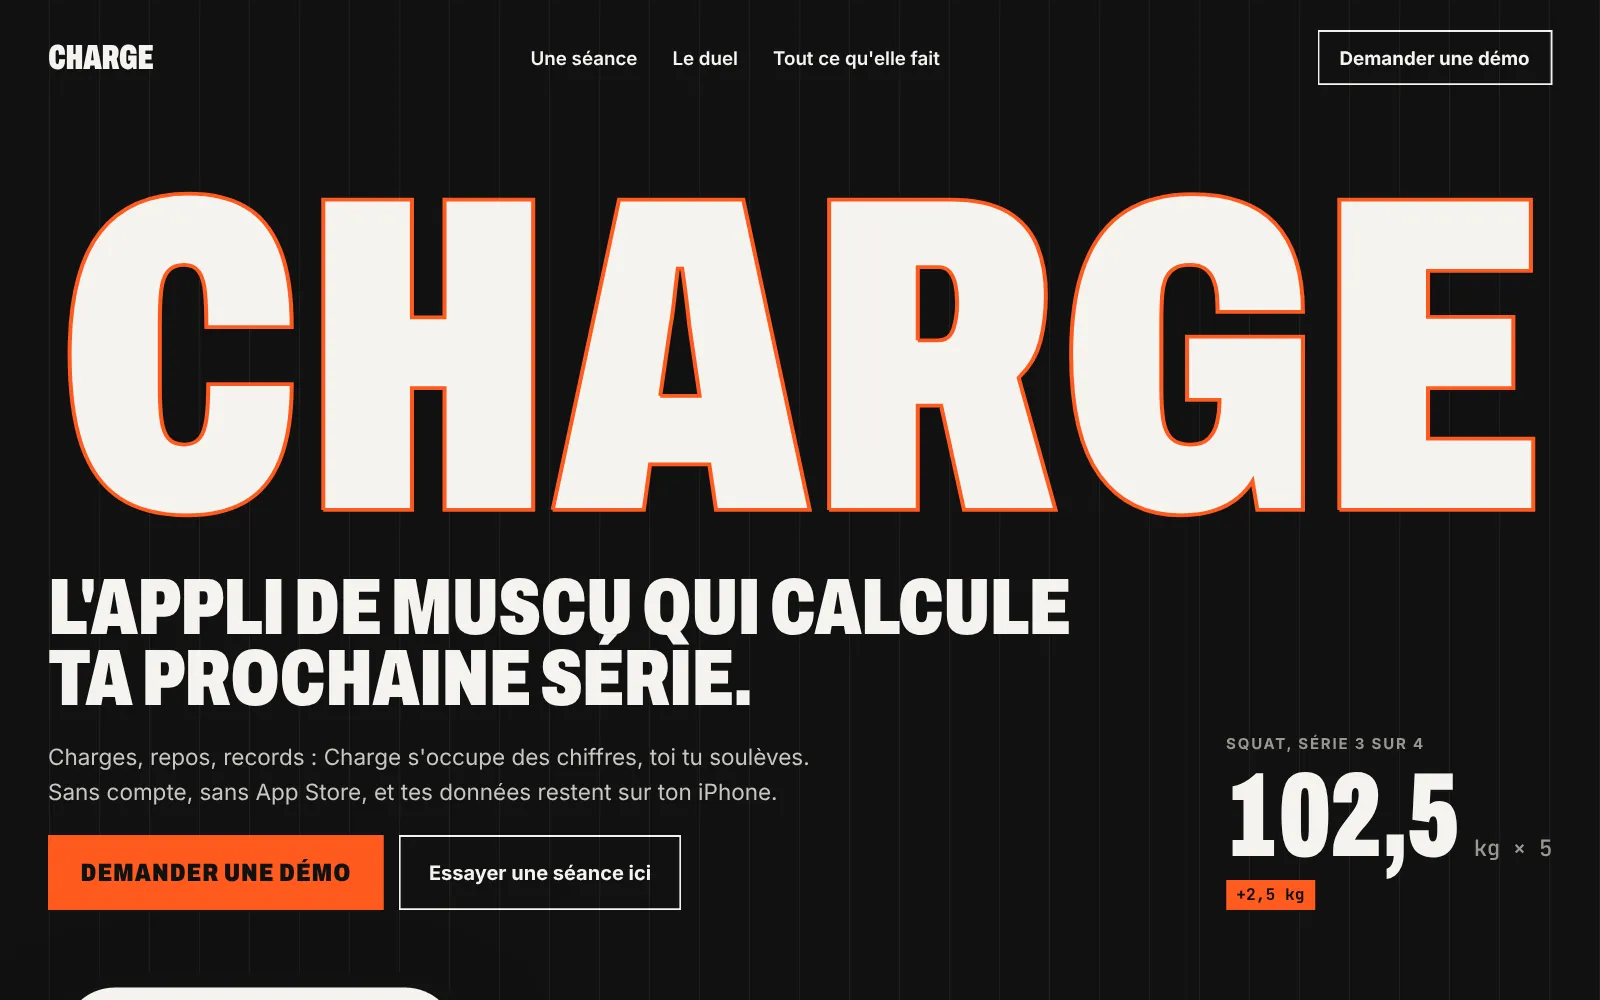 CHARGE
Une séance
Le duel
Tout ce qu'elle fait
Demander une démo
CHARGE
L'APPLI DE MUSCU QUI CALCULE
TA PROCHAINE SÉRIE.
Charges, repos, records : Charge s'occupe des chiffres, toi tu soulèves.
Sans compte, sans App Store, et tes données restent sur ton iPhone.
DEMANDER UNE DÉMO
Essayer une séance ici
SQUAT, SÉRIE 3 SUR 4
102,5 kg × 5
+2,5 kg